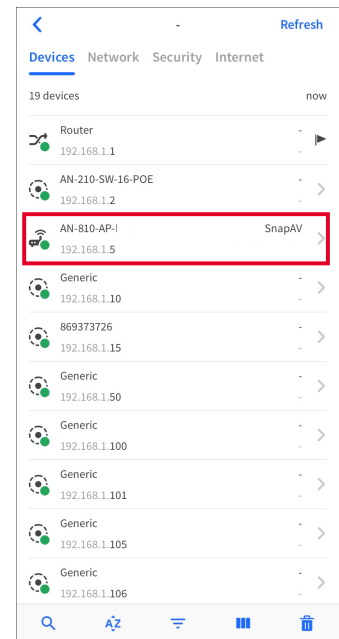 - Refresh
Devices Network Security Internet
19 devices now
Router -
192.168.1.1 -
AN-210-SW-16-POE -
192.168.1.2 -
AN-810-AP-I SnapAV
192.168.1.5
Generic -
192.168.1.10 -
869373726 -
192.168.1.15 -
Generic -
192.168.1.50 -
Generic -
192.168.1.100 -
Generic -
192.168.1.101 -
Generic -
192.168.1.105 -
Generic -
192.168.1.106 -
AZ